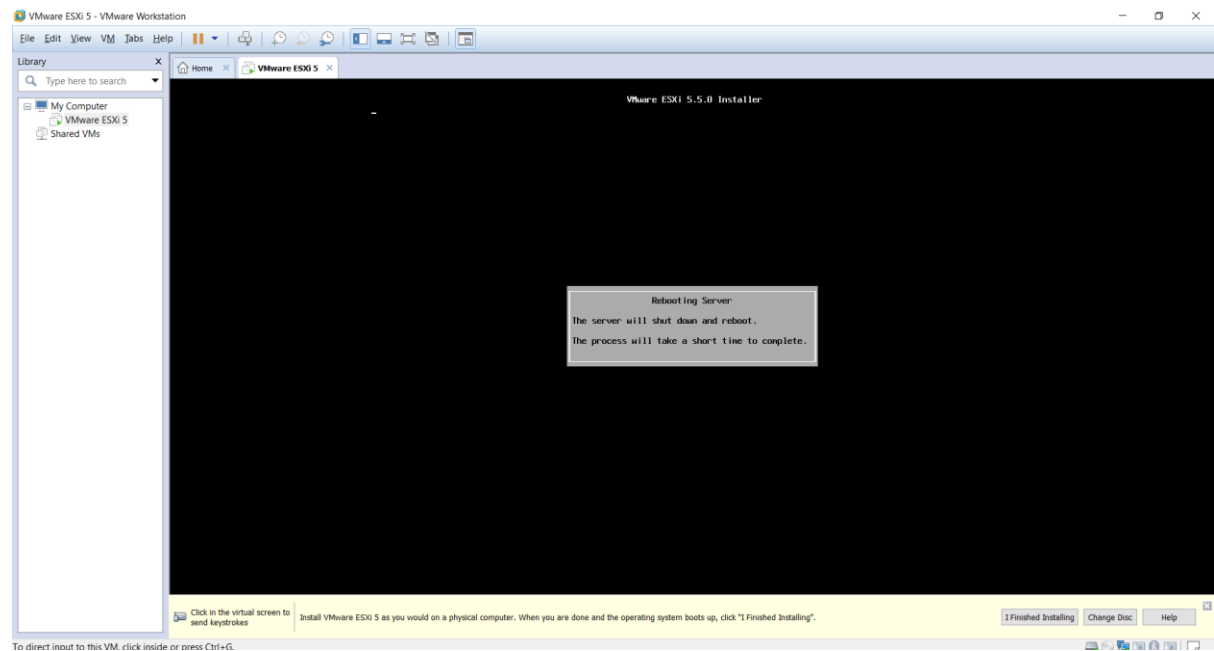 VMware ESXi 5 - VMware Workstation
File Edit View VM Tabs Help
Library X
Type here to search
My Computer
VMware ESXi 5
Shared VMs
Home
VMware ESXi 5
VMware ESXi 5.5.0 Installer
Rebooting Server
The server will shut down and reboot.
The process will take a short time to complete.
Click in the virtual screen to
send keystrokes
Install VMware ESXi 5 as you would on a physical computer. When you are done and the operating system boots up, click "I Finished Installing".
I Finished Installing Change Disc Help
To direct input to this VM, click inside or press Ctrl+G.